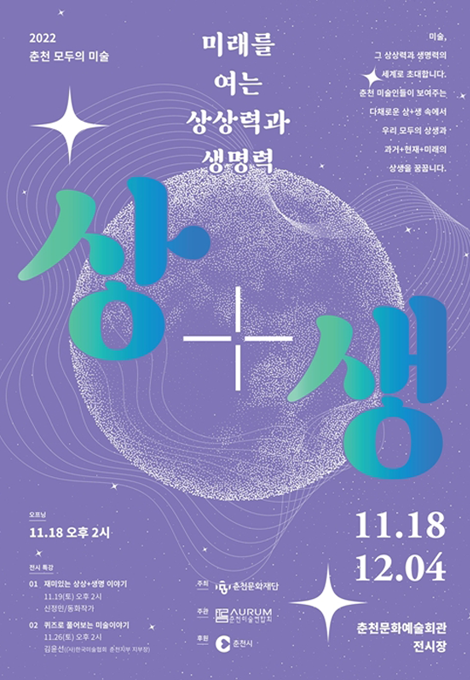 2022
춘천 모두의 미술
미래를
여는
상상력과
생명력
미술,
그 상상력과 생명력의
세계로 초대합니다.
춘천 미술인들이 보여주는
다채로운 상+생 속에서
우리 모두의 상생과
과거+현재+미래의
상생을 꿈꿉니다.
상
+
생
오프닝
11.18 오후 2시
전시 특강
01 재미있는 상상+생명 이야기
11.19(토) 오후 2시
신정민/동화작가
02 퀴즈로 풀어보는 미술이야기
11.26(토) 오후 2시
김윤선((사)한국미술협회 춘천지부 지부장)
주최 춘천문화재단
주관 AURUM
춘천미술연합회
후원 춘천시
11.18
12.04
춘천문화예술회관
전시장